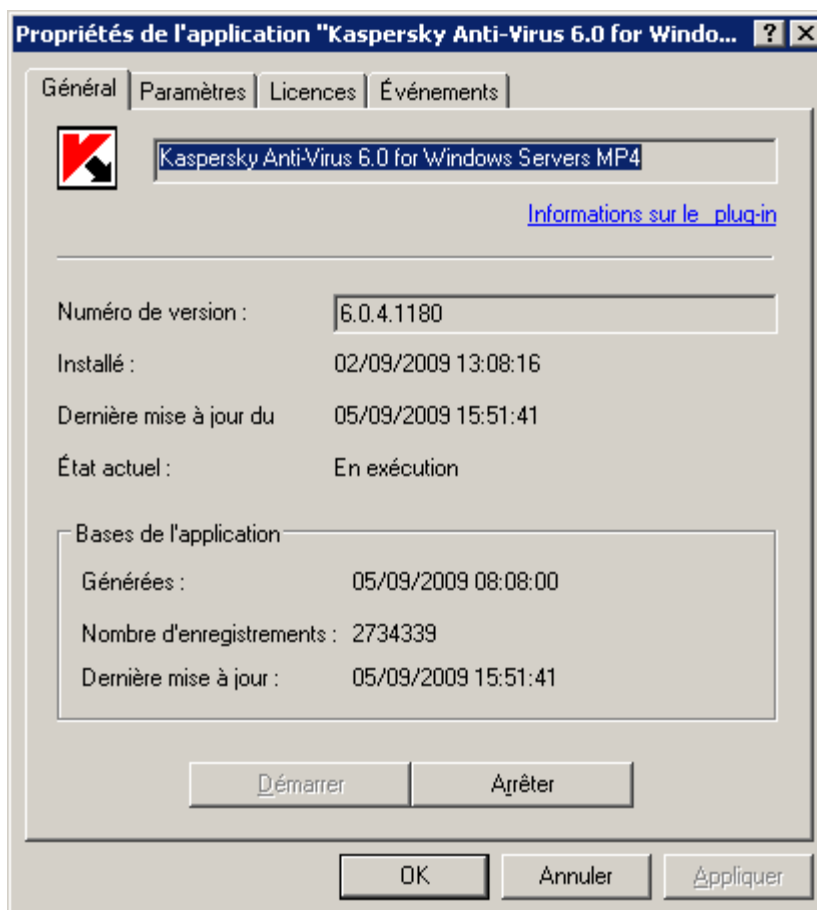 Propriétés de l'application "Kaspersky Anti-Virus 6.0 for Windo...
Général Paramètres Licences Événements
Kaspersky Anti-Virus 6.0 for Windows Servers MP4
Informations sur le plug-in
Numéro de version : 6.0.4.1180
Installé : 02/09/2009 13:08:16
Dernière mise à jour du 05/09/2009 15:51:41
État actuel : En exécution
Bases de l'application
Générées : 05/09/2009 08:08:00
Nombre d'enregistrements : 2734339
Dernière mise à jour : 05/09/2009 15:51:41
Démarrer Arrêter
OK Annuler Appliquer